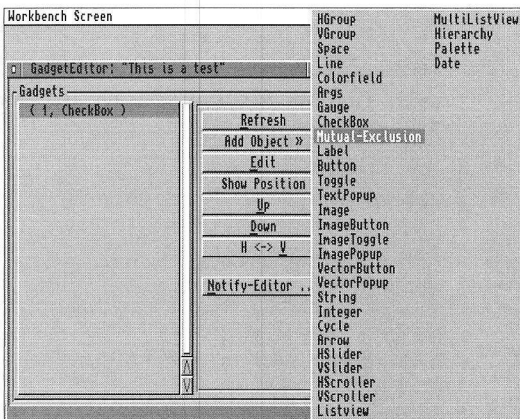 Workbench Screen
GadgetEditor: "This is a test"
Gadgets
( 1, CheckBox )
Refresh
Add Object »
Edit
Show Position
Up
Down
H <-> V
Notify-Editor ..
HGroup
VGroup
Space
Line
Colorfield
Args
Gauge
CheckBox
Mutual-Exclusion
Label
Button
Toggle
TextPopup
Image
ImageButton
ImageToggle
ImagePopup
VectorButton
VectorPopup
String
Integer
Cycle
Arrow
HSlider
VSlider
HScroller
VScroller
Listview
MultiListView
Hierarchy
Palette
Date